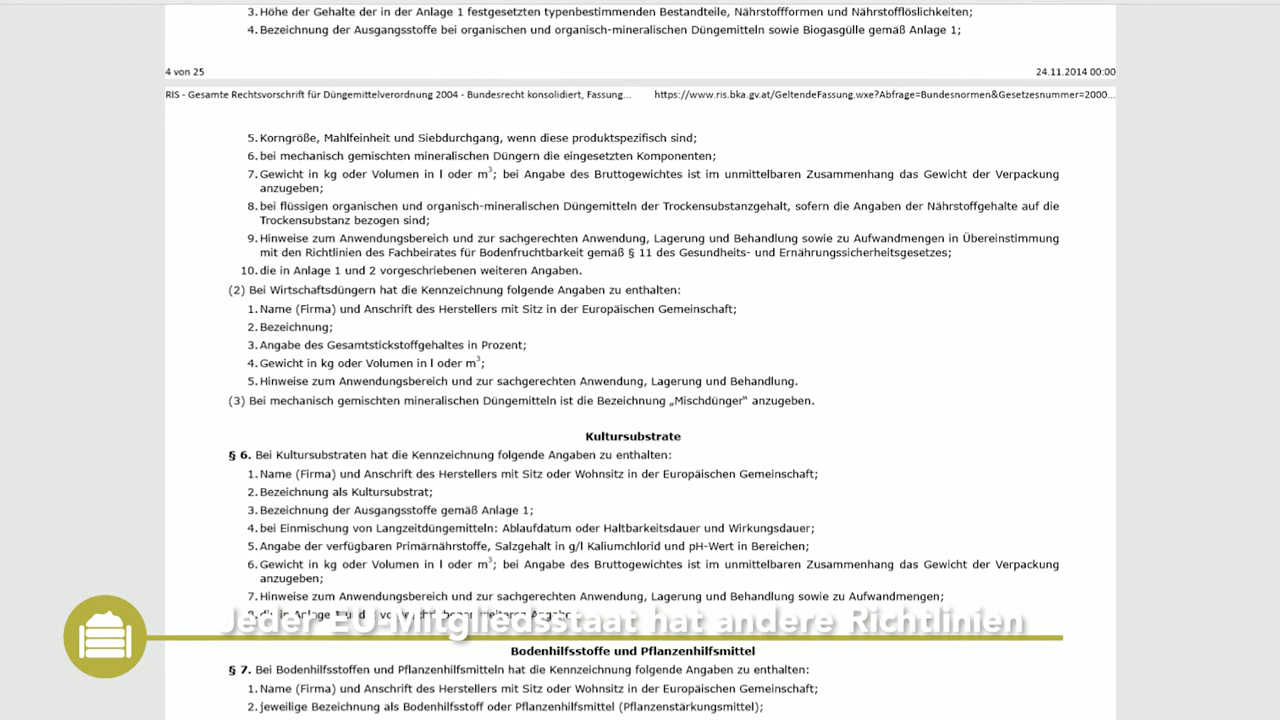 3. Höhe der Gehalte der in der Anlage 1 festgesetzten typenbestimmenden Bestandteile, Nährstoffformen und Nährstofflöslichkeiten;
4. Bezeichnung der Ausgangsstoffe bei organischen und organisch-mineralischen Düngemitteln sowie Biogasgülle gemäß Anlage 1;
4 von 25 24.11.2014 00:00
RIS - Gesamte Rechtsvorschrift für Düngemittelverordnung 2004 - Bundesrecht konsolidiert, Fassung... https://www.ris.bka.gv.at/GeltendeFassung.wxe?Abfrage=Bundesnormen&Gesetzesnummer=2000...
5. Korngröße, Mahlfeinheit und Siebdurchgang, wenn diese produktspezifisch sind;
6. bei mechanisch gemischten mineralischen Düngern die eingesetzten Komponenten;
7. Gewicht in kg oder Volumen in l oder m³; bei Angabe des Bruttogewichtes ist im unmittelbaren Zusammenhang das Gewicht der Verpackung
anzugeben;
8. bei flüssigen organischen und organisch-mineralischen Düngemitteln der Trockensubstanzgehalt, sofern die Angaben der Nährstoffgehalte auf die
Trockensubstanz bezogen sind;
9. Hinweise zum Anwendungsbereich und zur sachgerechten Anwendung, Lagerung und Behandlung sowie zu Aufwandmengen in Übereinstimmung
mit den Richtlinien des Fachbeirates für Bodenfruchtbarkeit gemäß § 11 des Gesundheits- und Ernährungssicherheitsgesetzes;
10. die in Anlage 1 und 2 vorgeschriebenen weiteren Angaben.
(2) Bei Wirtschaftsdüngern hat die Kennzeichnung folgende Angaben zu enthalten:
1. Name (Firma) und Anschrift des Herstellers mit Sitz in der Europäischen Gemeinschaft;
2. Bezeichnung;
3. Angabe des Gesamtstickstoffgehaltes in Prozent;
4. Gewicht in kg oder Volumen in l oder m³;
5. Hinweise zum Anwendungsbereich und zur sachgerechten Anwendung, Lagerung und Behandlung.
(3) Bei mechanisch gemischten mineralischen Düngemitteln ist die Bezeichnung „Mischdünger“ anzugeben.
Kultursubstrate
§ 6. Bei Kultursubstraten hat die Kennzeichnung folgende Angaben zu enthalten:
1. Name (Firma) und Anschrift des Herstellers mit Sitz oder Wohnsitz in der Europäischen Gemeinschaft;
2. Bezeichnung als Kultursubstrat;
3. Bezeichnung der Ausgangsstoffe gemäß Anlage 1;
4. bei Einmischung von Langzeitdüngemitteln: Ablaufdatum oder Haltbarkeitsdauer und Wirkungsdauer;
5. Angabe der verfügbaren Primärnährstoffe, Salzgehalt in g/l Kaliumchlorid und pH-Wert in Bereichen;
6. Gewicht in kg oder Volumen in l oder m³; bei Angabe des Bruttogewichtes ist im unmittelbaren Zusammenhang das Gewicht der Verpackung
anzugeben;
7. Hinweise zur sachgerechten Anwendung, Lagerung und Behandlung sowie zu Aufwandmengen;
Jeder EU-Mitgliedsstaat hat andere Richtlinien
Bodenhilfsstoffe und Pflanzenhilfsmittel
§ 7. Bei Bodenhilfsstoffen und Pflanzenhilfsmitteln hat die Kennzeichnung folgende Angaben zu enthalten:
1. Name (Firma) und Anschrift des Herstellers mit Sitz oder Wohnsitz in der Europäischen Gemeinschaft;
2. jeweilige Bezeichnung als Bodenhilfsstoff oder Pflanzenhilfsmittel (Pflanzenstärkungsmittel);